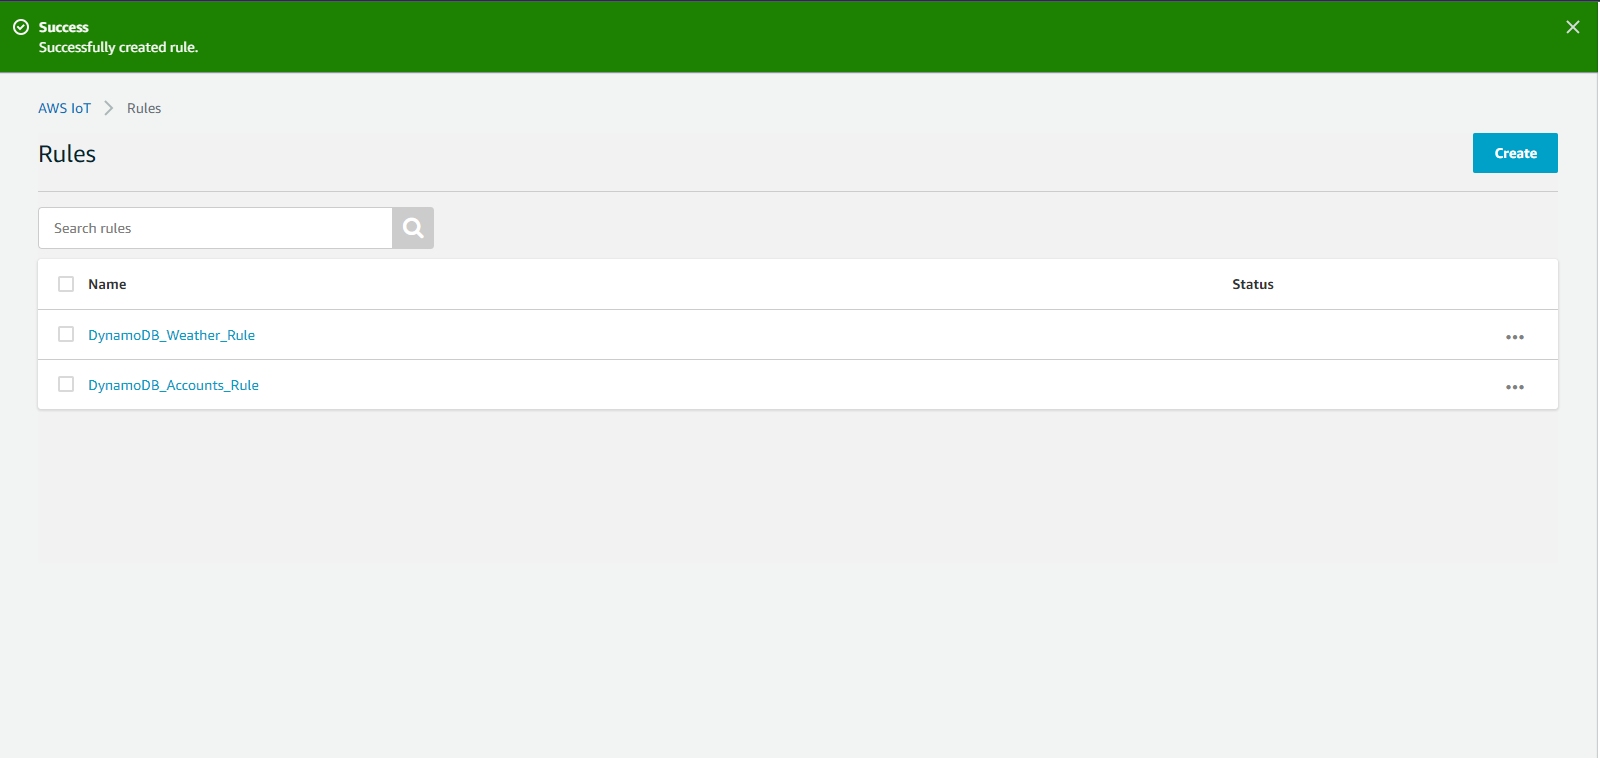 Success
Successfully created rule.
AWS IoT > Rules
Rules
Create
Search rules
Name Status
DynamoDB_Weather_Rule
DynamoDB_Accounts_Rule